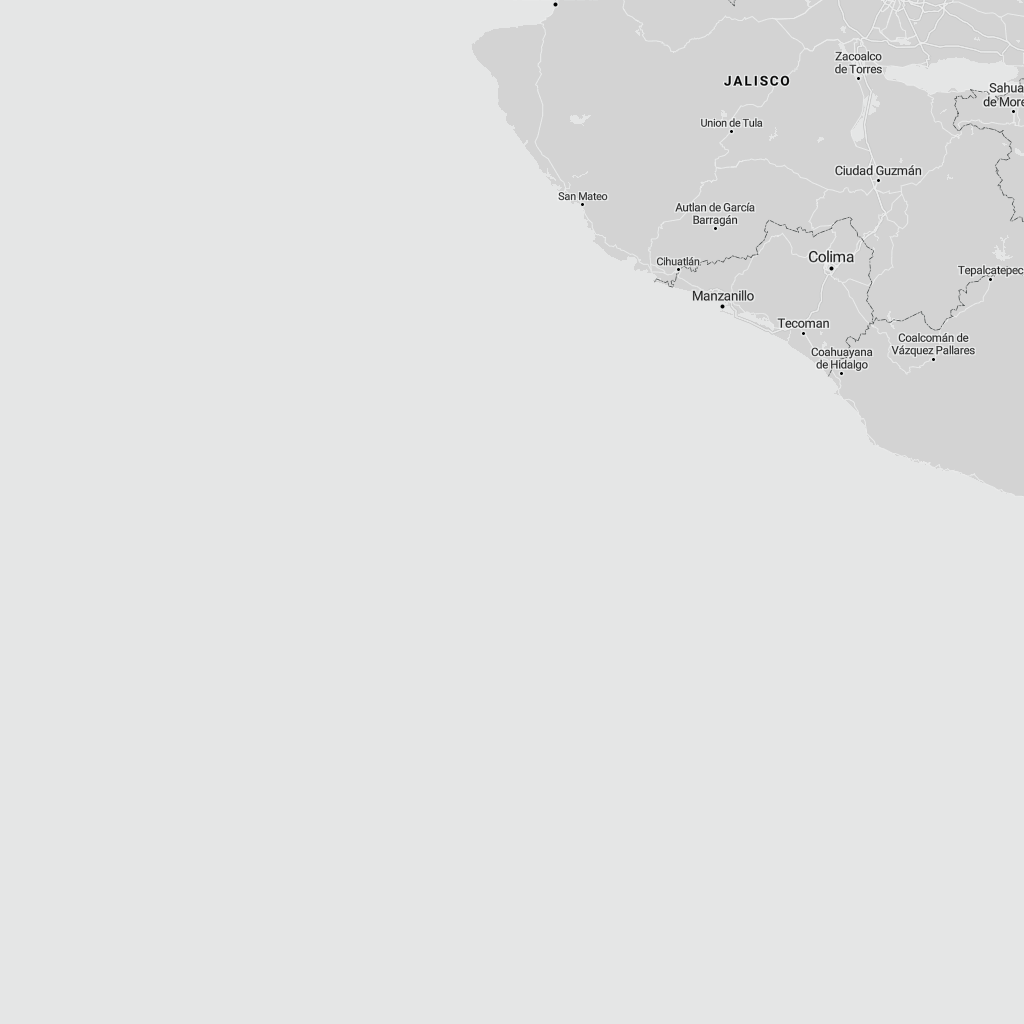 Zacoalco
de Torres
JALISCO
Sahua
de More
Union de Tula
Ciudad Guzmán
San Mateo
Autlan de García
Barragán
Colima
Cihuatlán
Tepalcatepec
Manzanillo
Tecoman
Coalcomán de
Vázquez Pallares
Coahuayana
de Hidalgo